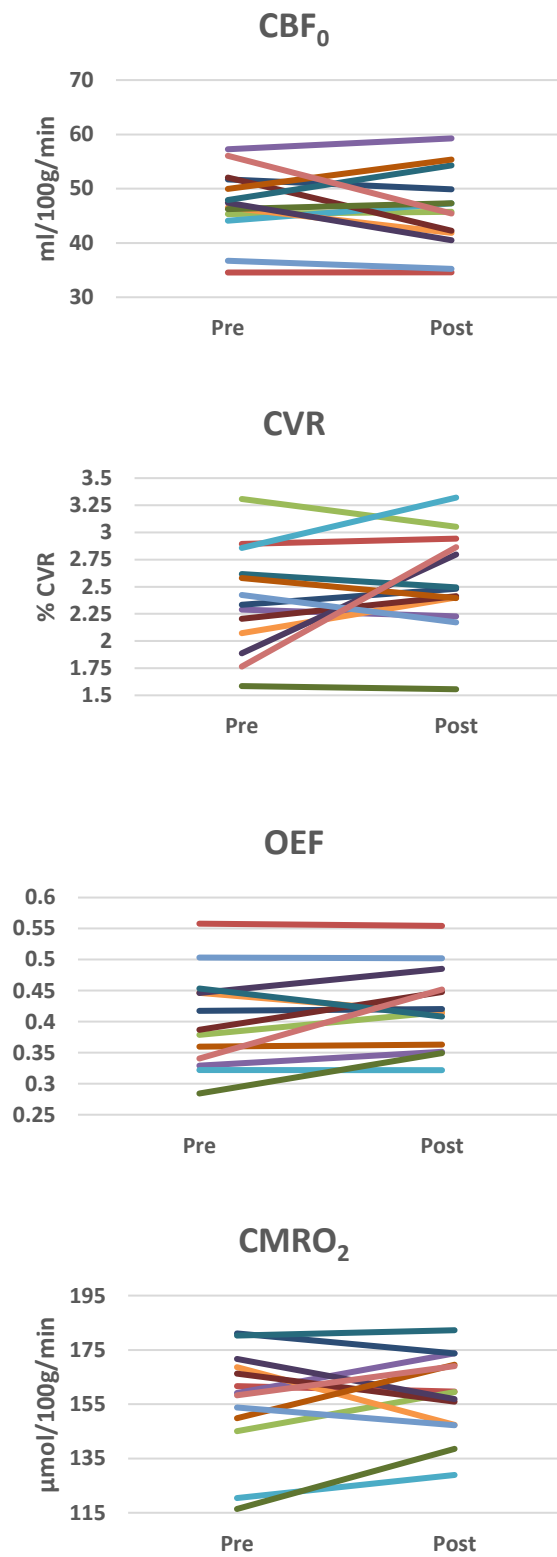 CBF₀
ml/100g/min
70
60
50
40
30
Pre Post
CVR
% CVR
3.5
3.25
3
2.75
2.5
2.25
2
1.75
1.5
Pre Post
OEF
0.6
0.55
0.5
0.45
0.4
0.35
0.3
0.25
Pre Post
CMRO₂
µmol/100g/min
195
175
155
135
115
Pre Post